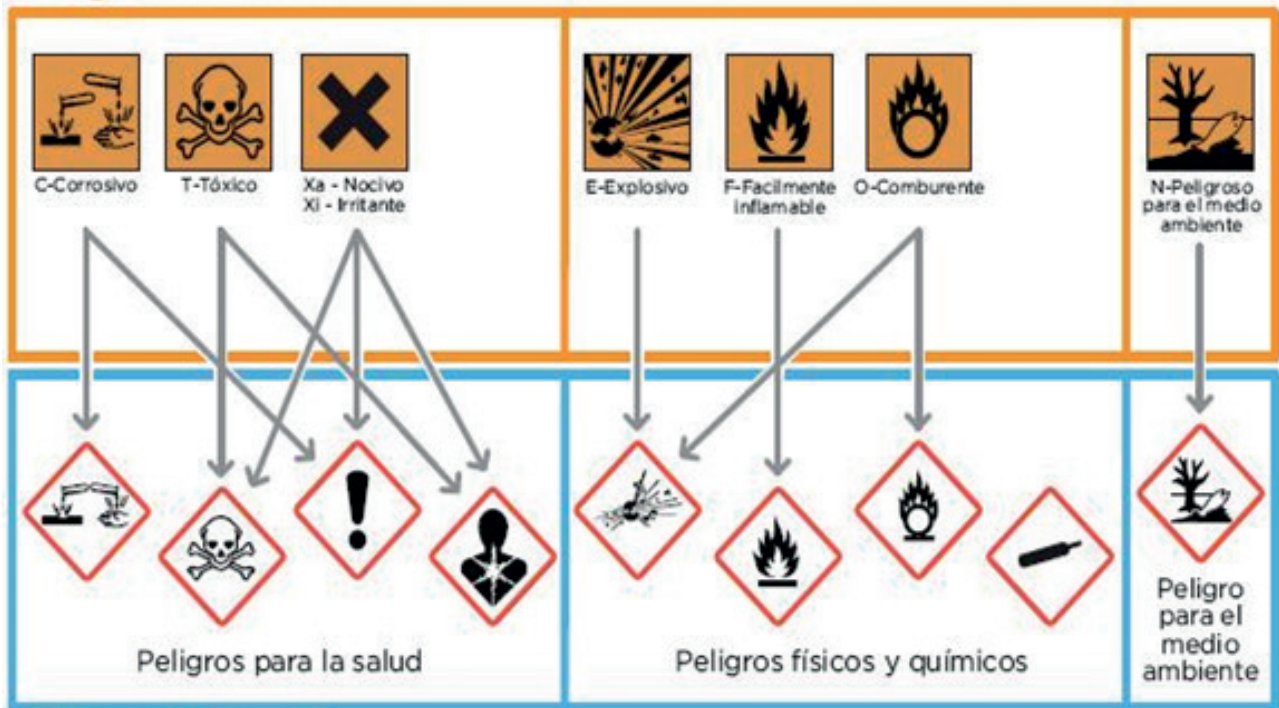 C-Corrosivo
T-Tóxico
Xa - Nocivo
Xi - Irritante
E-Explosivo
F-Facilmente
inflamable
O-Comburente
N-Peligroso
para el medio
ambiente
Peligros para la salud
Peligros físicos y químicos
Peligro
para el
medio
ambiente